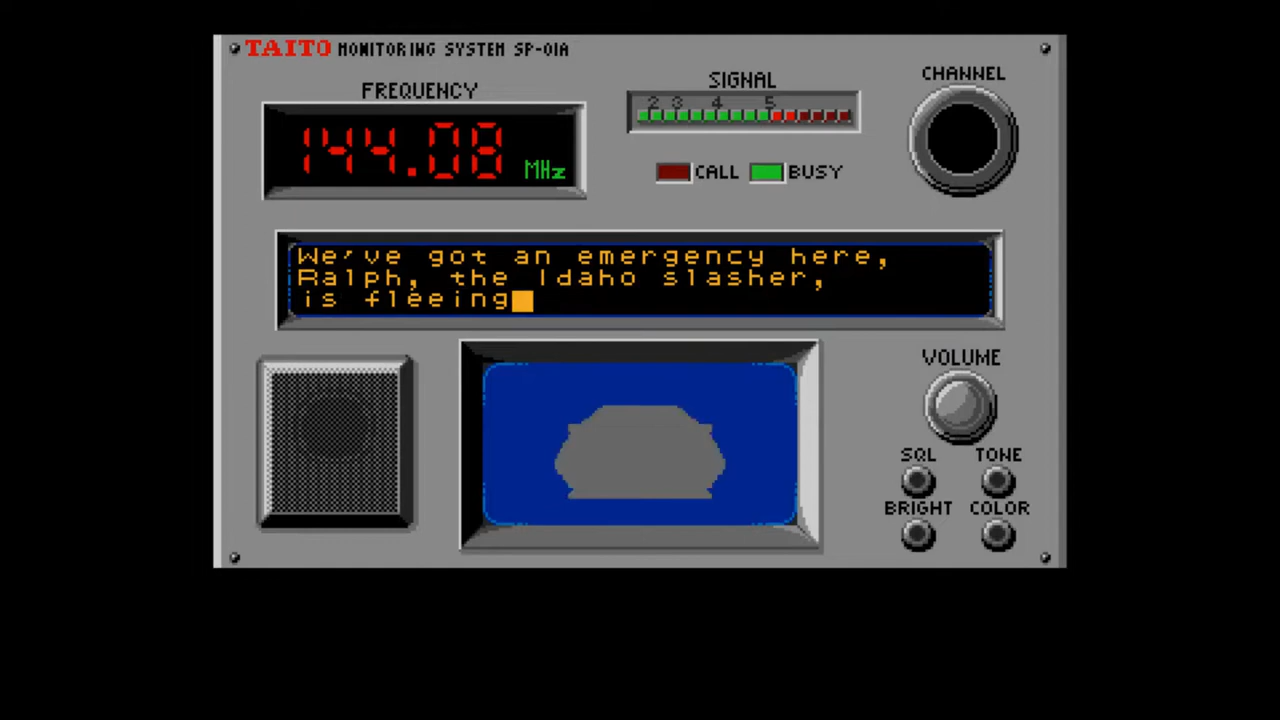 TAITO MONITORING SYSTEM SP-01A
FREQUENCY
144.08 MHz
SIGNAL
2 3 4 5
CALL BUSY
CHANNEL
We've got an emergency here,
Ralph, the Idaho slasher,
is fleeing
VOLUME
SQL TONE
BRIGHT COLOR